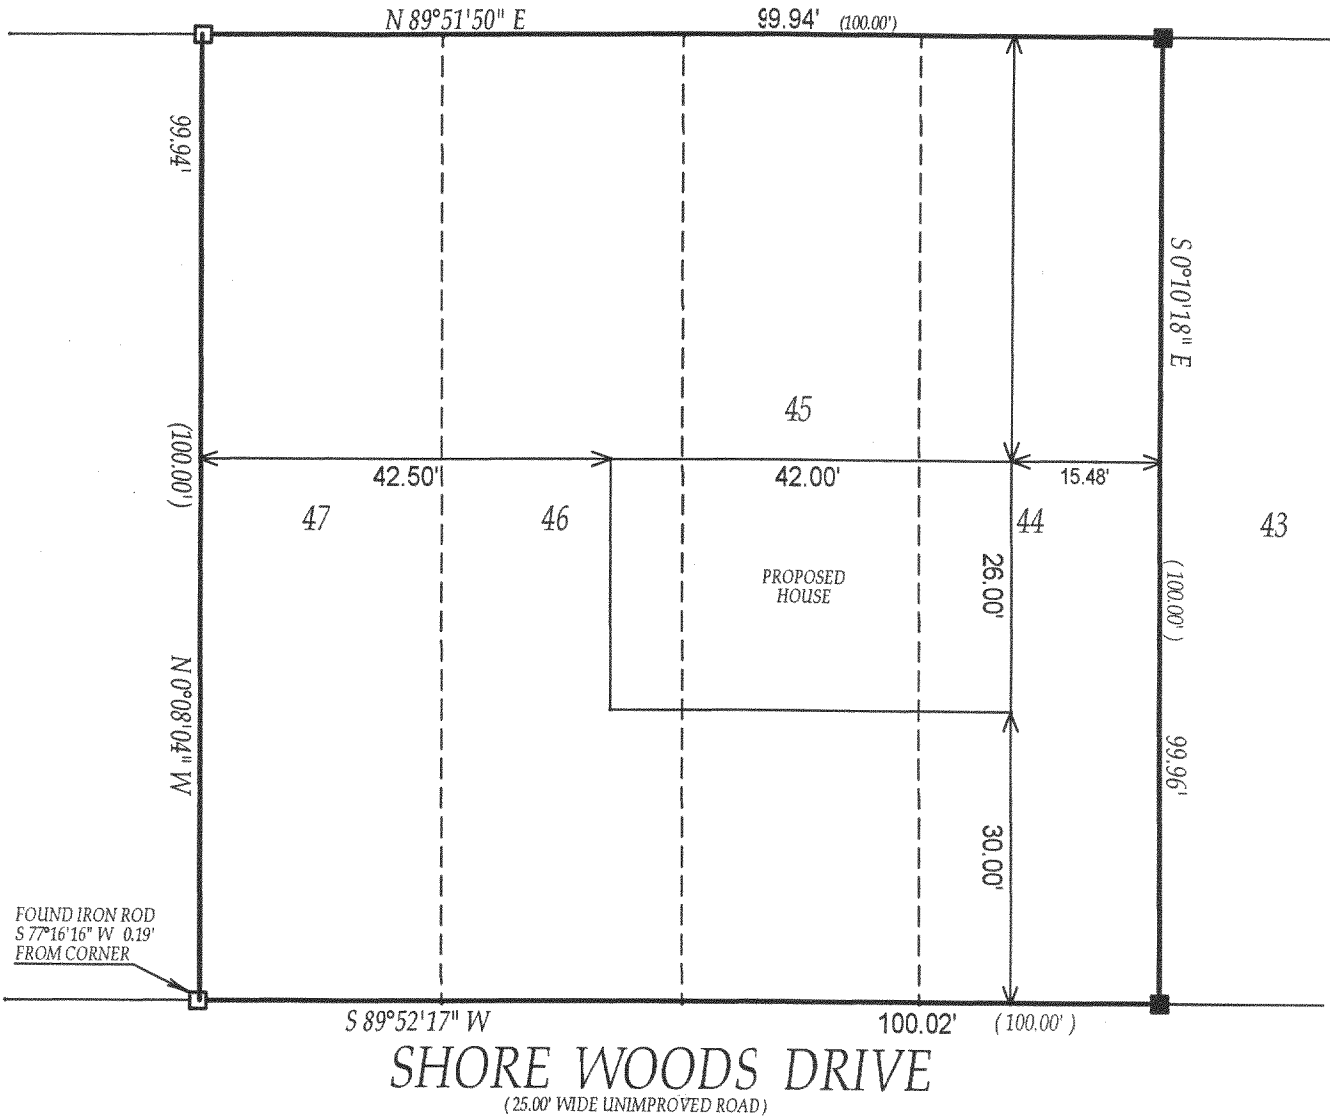 N 89°51'50" E 99.94' (100.00')
99.94'
S 0°10'18" E
45
(100.00')
42.50' 42.00' 15.48'
47 46 44 43
26.00'
PROPOSED
HOUSE
(100.00')
N 0°08'04" W
99.96'
30.00'
FOUND IRON ROD
S 77°16'16" W 0.19'
FROM CORNER
S 89°52'17" W 100.02' (100.00')
SHORE WOODS DRIVE
(25.00' WIDE UNIMPROVED ROAD)